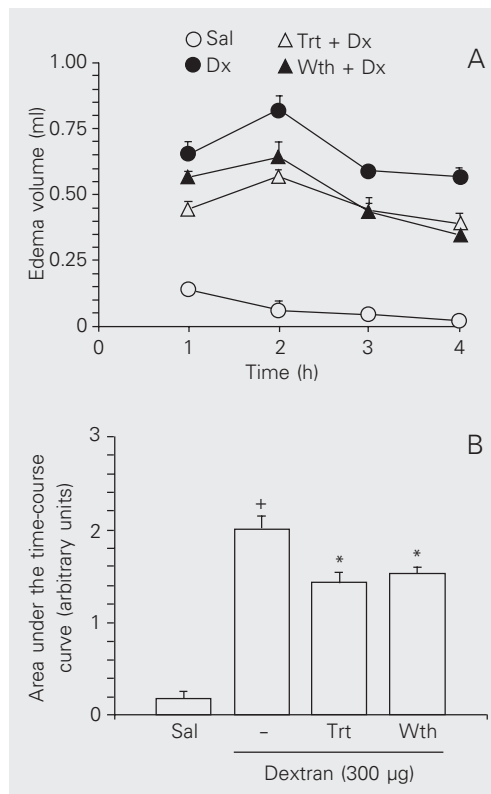 Sal
Trt + Dx
A
Dx
Wth + Dx
1.00
0.75
0.50
0.25
0
Edema volume (ml)
0 1 2 3 4
Time (h)
B
3
2
1
0
Area under the time-course
curve (arbitrary units)
+
*
*
Sal – Trt Wth
Dextran (300 µg)